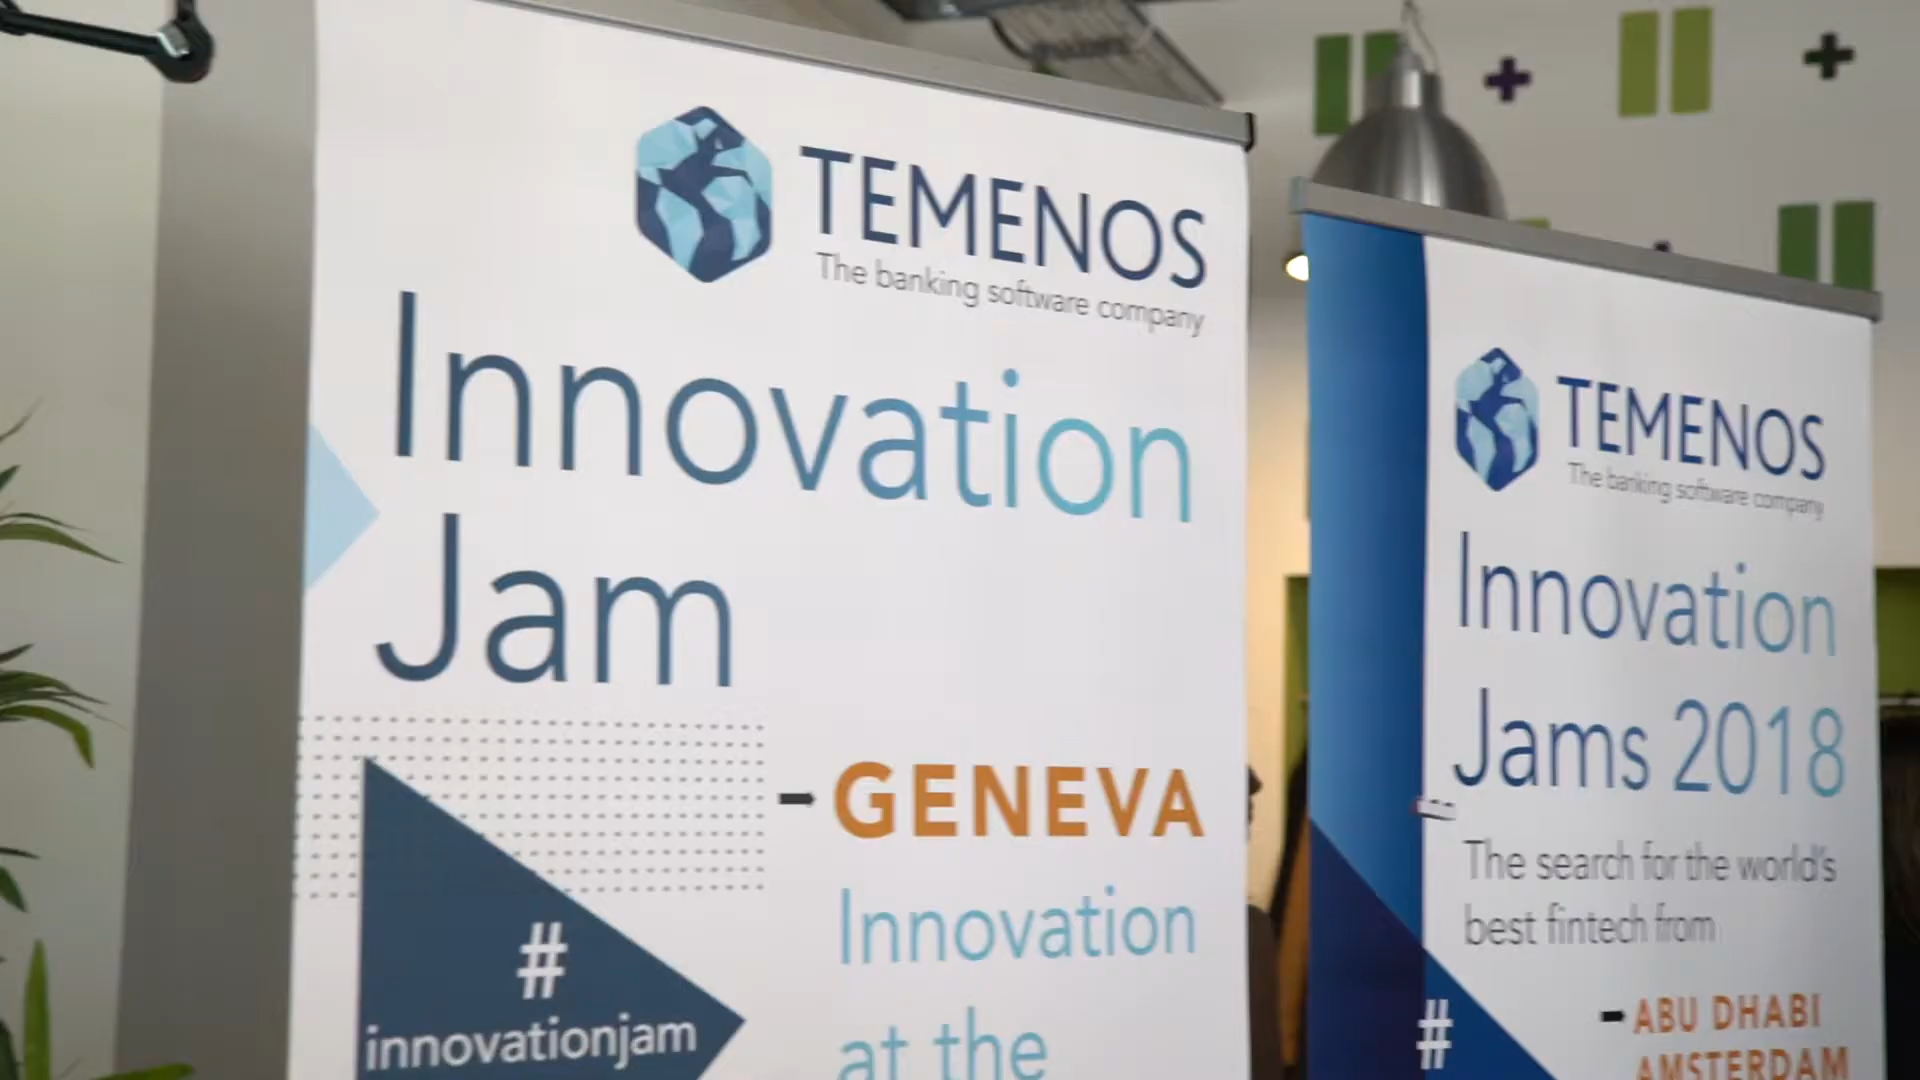 TEMENOS
The banking software company
Innovation
Jam
GENEVA
Innovation
at the
#
innovationjam
TEMENOS
The banking software company
Innovation
Jams 2018
The search for the world's
best fintech from
ABU DHABI
AMSTERDAM
#